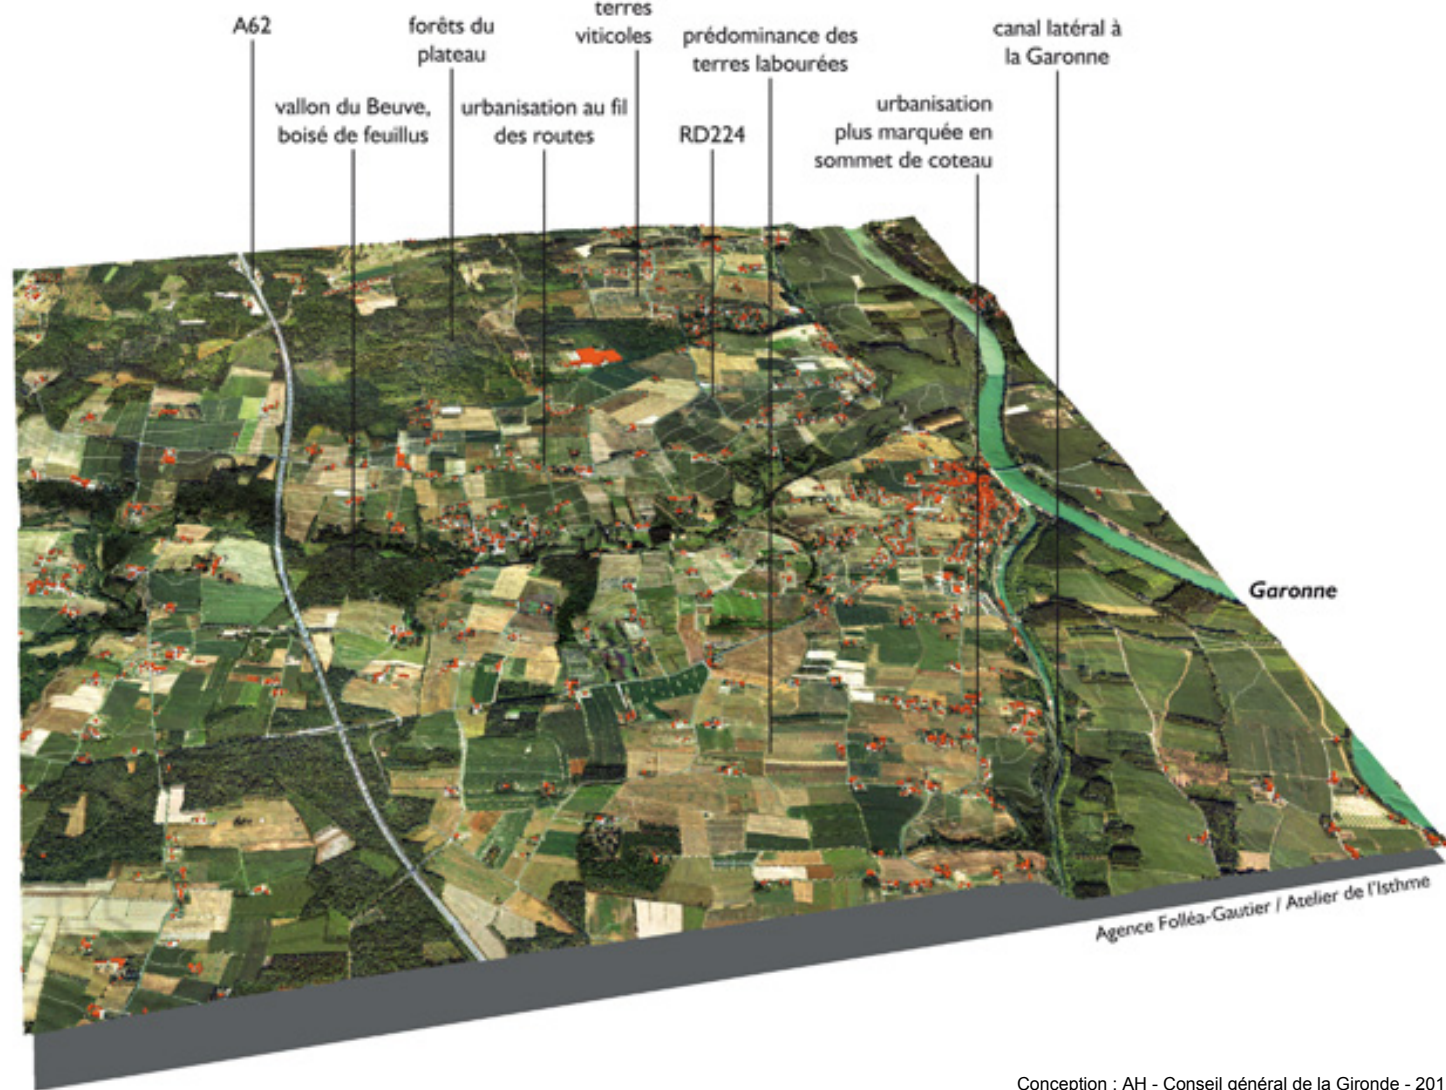 terres
viticoles
A62
forêts du
plateau
prédominance des
terres labourées
canal latéral à
la Garonne
vallon du Beuve,
boisé de feuillus
urbanisation au fil
des routes
RD224
urbanisation
plus marquée en
sommet de coteau
Garonne
Agence Folléa-Gautier / Atelier de l'Isthme
Conception : AH - Conseil général de la Gironde - 201